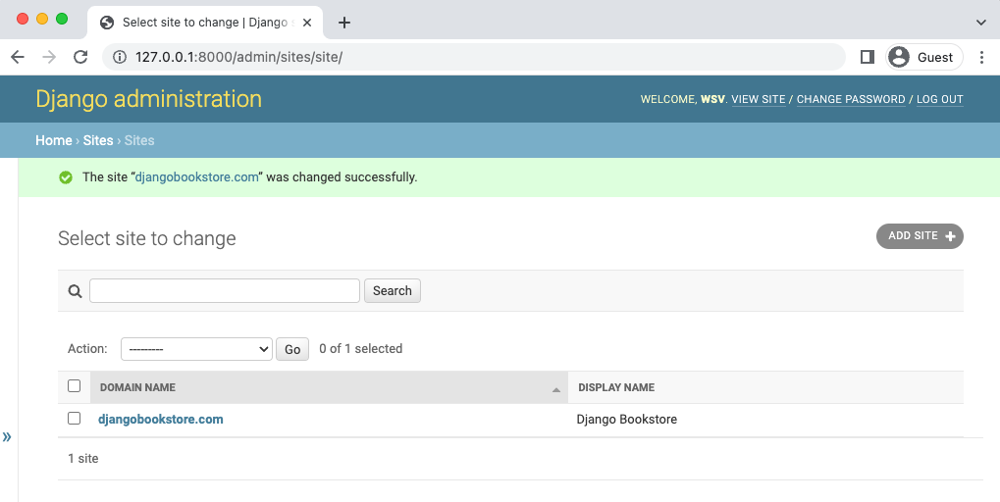 Select site to change | Django s
127.0.0.1:8000/admin/sites/site/
Guest
Django administration
WELCOME, WSV. VIEW SITE / CHANGE PASSWORD / LOG OUT
Home › Sites › Sites
The site “djangobookstore.com” was changed successfully.
Select site to change
ADD SITE +
Search
Action: --------- Go 0 of 1 selected
DOMAIN NAME DISPLAY NAME
djangobookstore.com Django Bookstore
»
1 site